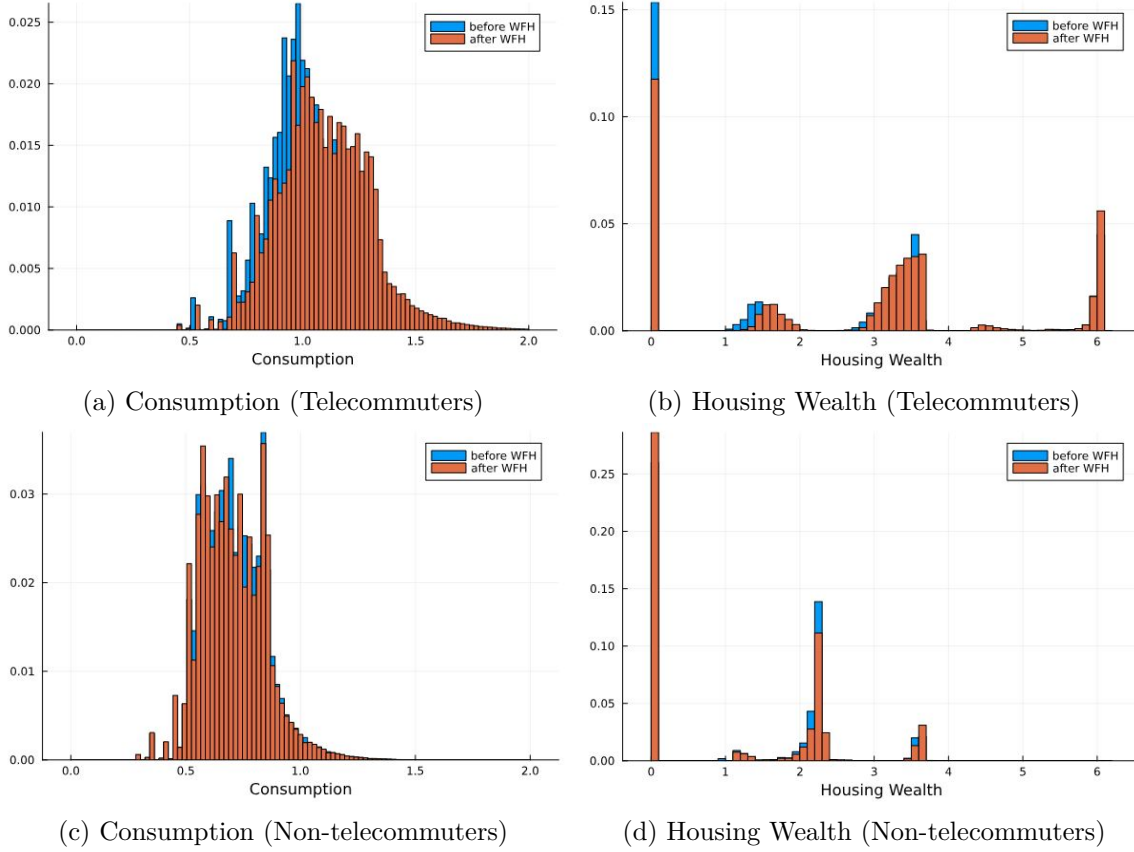 0.025
0.020
0.015
0.010
0.005
0.000
before WFH
after WFH
0.0 0.5 1.0 1.5 2.0
Consumption
(a) Consumption (Telecommuters)
0.15
0.10
0.05
0.00
before WFH
after WFH
0 1 2 3 4 5 6
Housing Wealth
(b) Housing Wealth (Telecommuters)
0.03
0.02
0.01
0.00
before WFH
after WFH
0.0 0.5 1.0 1.5 2.0
Consumption
(c) Consumption (Non-telecommuters)
0.25
0.20
0.15
0.10
0.05
0.00
before WFH
after WFH
0 1 2 3 4 5 6
Housing Wealth
(d) Housing Wealth (Non-telecommuters)